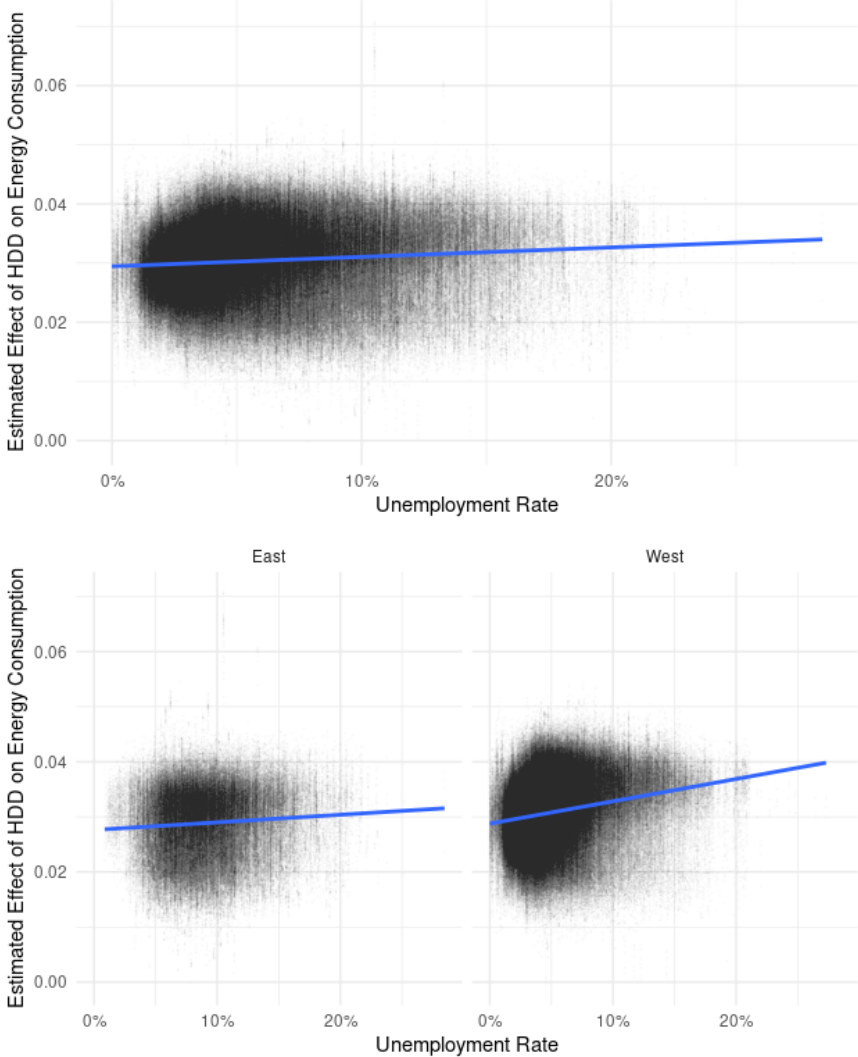 Estimated Effect of HDD on Energy Consumption
0.06
0.04
0.02
0.00
0% 10% 20%
Unemployment Rate
East West
Estimated Effect of HDD on Energy Consumption
0.06
0.04
0.02
0.00
0% 10% 20% 0% 10% 20%
Unemployment Rate